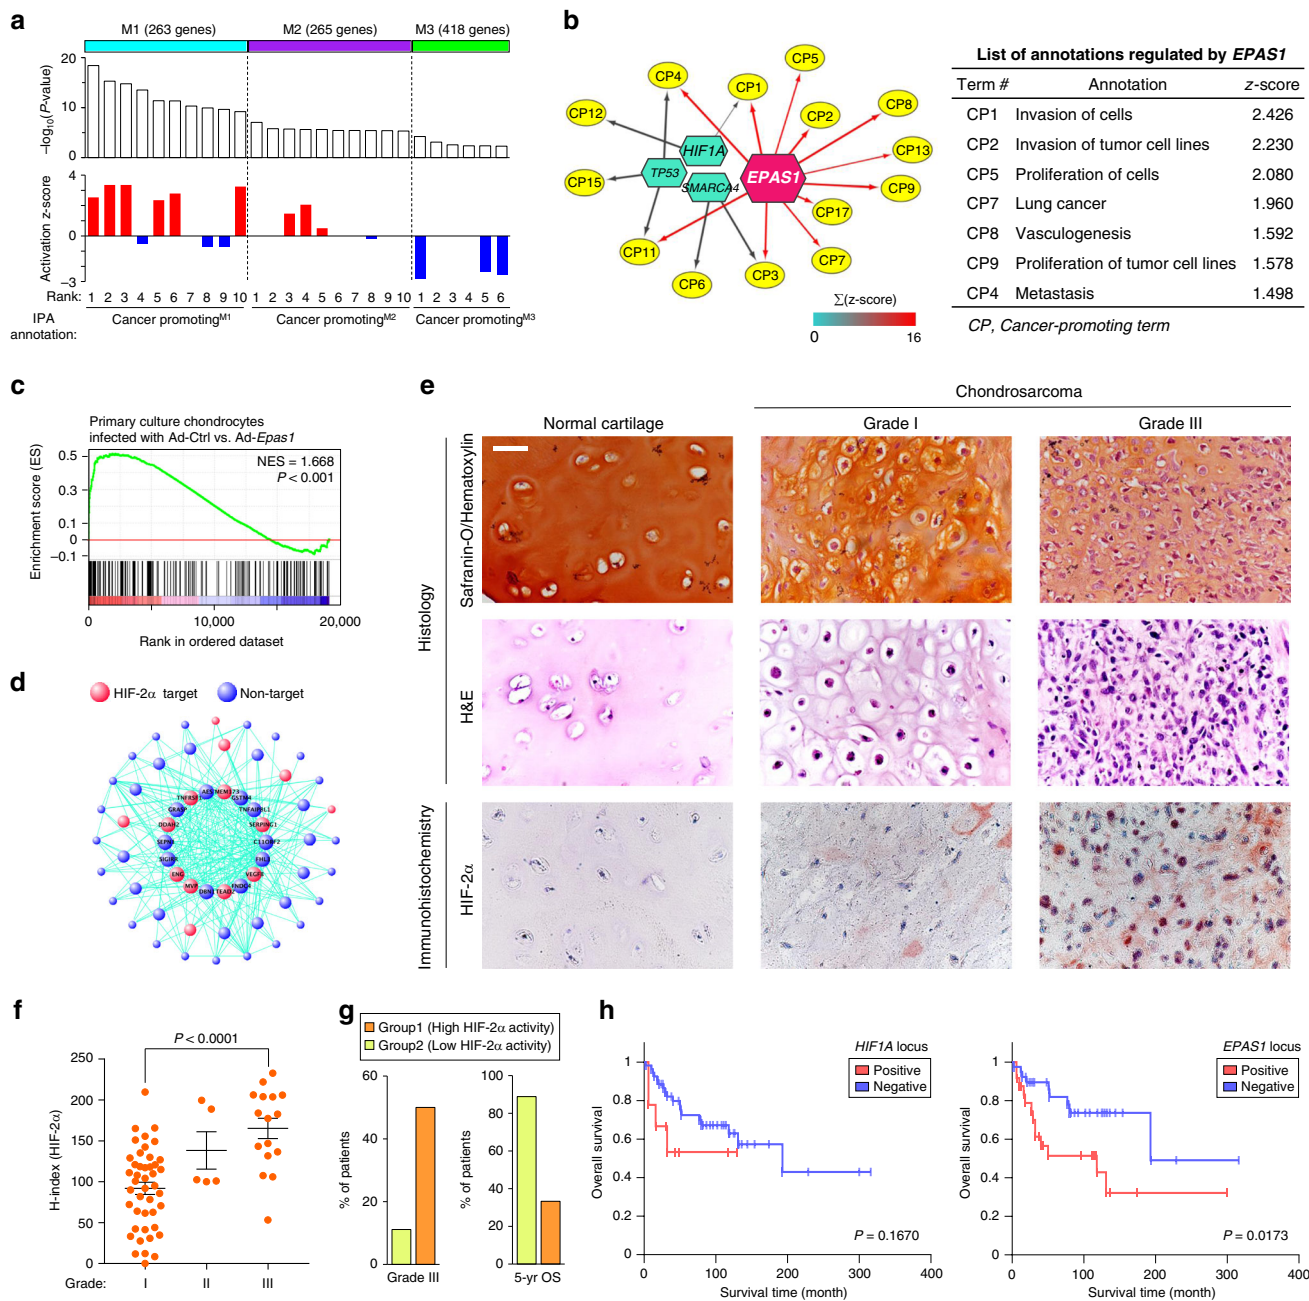 a
M1 (263 genes)
M2 (265 genes)
M3 (418 genes)
–log10(P-value)
20
10
0
Activation z-score
4
0
–3
Rank: 1 2 3 4 5 6 7 8 9 10 1 2 3 4 5 6 7 8 9 10 1 2 3 4 5 6
IPA annotation:
Cancer promotingM1
Cancer promotingM2
Cancer promotingM3
b
CP4
CP5
CP1
CP12
CP2
CP8
HIF1A
CP13
TP53
CP15
SMARCA4
EPAS1
CP9
CP17
CP11
CP7
CP6
CP3
Σ(z-score)
0
16
List of annotations regulated by EPAS1
Term # Annotation z-score
CP1 Invasion of cells 2.426
CP2 Invasion of tumor cell lines 2.230
CP5 Proliferation of cells 2.080
CP7 Lung cancer 1.960
CP8 Vasculogenesis 1.592
CP9 Proliferation of tumor cell lines 1.578
CP4 Metastasis 1.498
CP, Cancer-promoting term
c
Primary culture chondrocytes
infected with Ad-Ctrl vs. Ad-Epas1
NES = 1.668
P < 0.001
Enrichment score (ES)
0.5
0.3
0.1
0
–0.1
0 10,000 20,000
Rank in ordered dataset
d
HIF-2α target
Non-target
GRASP
DDAH2
SEPN1
SIGIRR
ENG
MVP
VEGFB
FHL3
C11ORF2
SERPING1
GSTM4
e
Chondrosarcoma
Normal cartilage
Grade I
Grade III
Histology
Safranin-O/Hematoxylin
H&E
Immunohistochemistry
HIF-2α
f
P < 0.0001
H-index (HIF-2α)
250
200
150
100
50
0
Grade: I II III
g
Group1 (High HIF-2α activity)
Group2 (Low HIF-2α activity)
% of patients
60
40
20
0
Grade III
% of patients
100
80
60
40
20
0
5-yr OS
h
HIF1A locus
Positive
Negative
Overall survival
1
0.8
0.6
0.4
0.2
0
P = 0.1670
0 100 200 300 400
Survival time (month)
EPAS1 locus
Positive
Negative
Overall survival
1
0.8
0.6
0.4
0.2
0
P = 0.0173
0 100 200 300 400
Survival time (month)